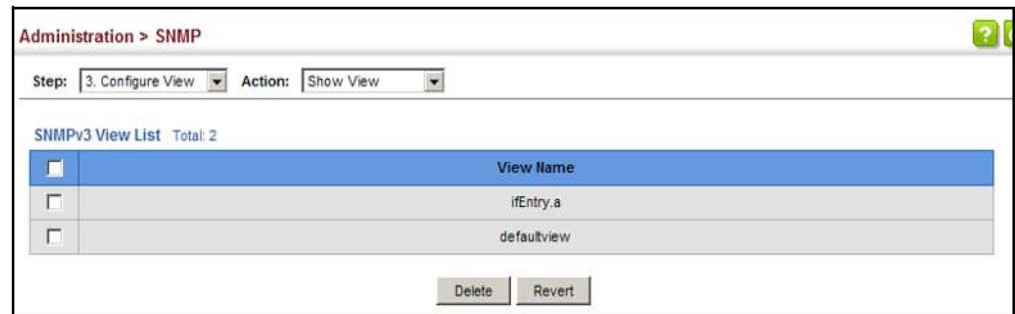 Administration > SNMP
?
Step: 3. Configure View Action: Show View
SNMPv3 View List Total: 2
View Name
ifEntry.a
defaultview
Delete Revert